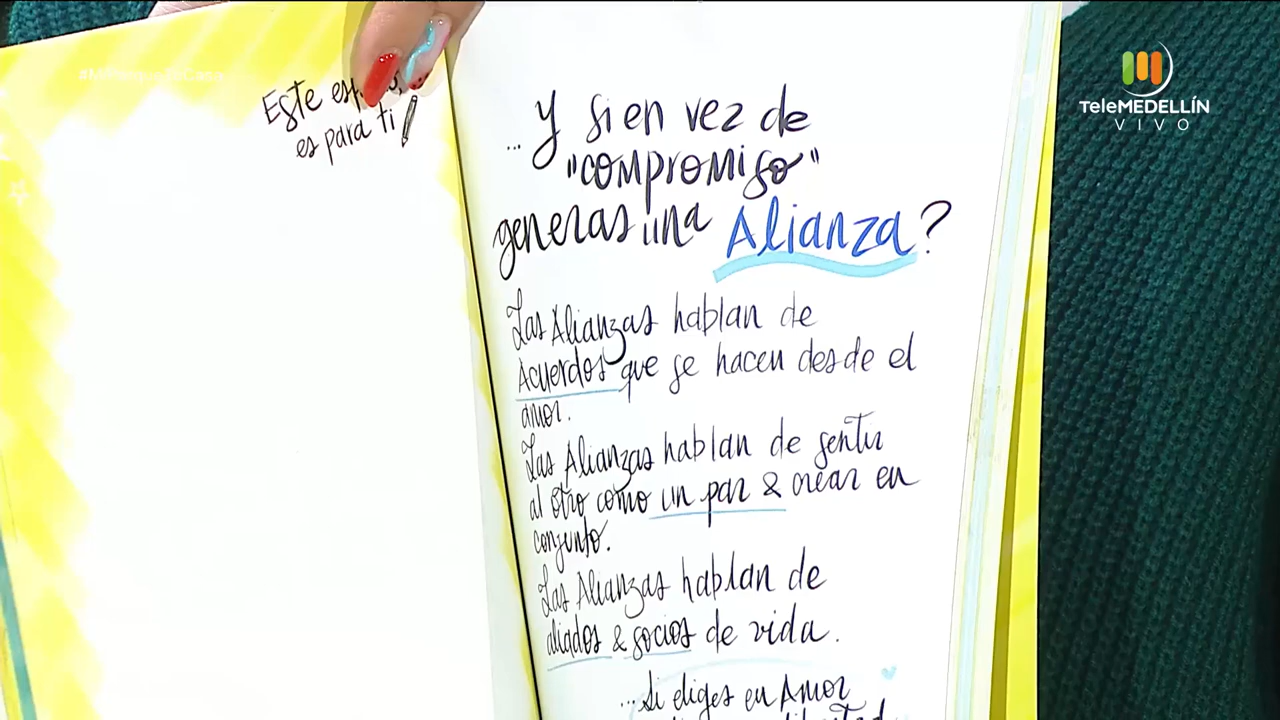 Este
es para ti
... y si en vez de
"compromiso"
generas una Alianza?
Las Alianzas hablan de
Acuerdos que se hacen desde el
amor.
Las Alianzas hablan de sentir
al otro como un par & crear en
conjunto.
Las Alianzas hablan de
aliados & socios de vida.
...Si eliges en Amor
TeleMEDELLÍN
VIVO